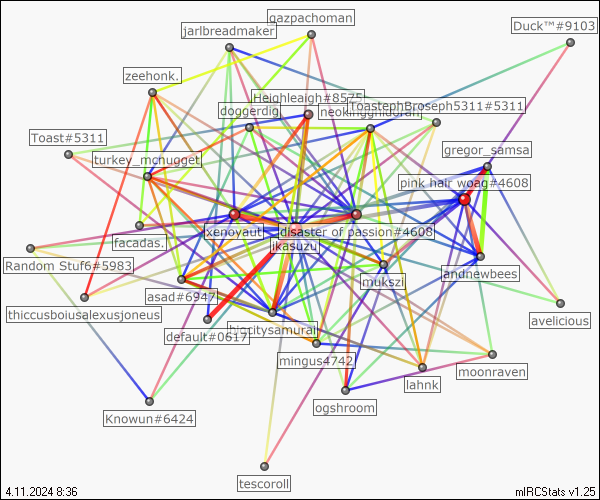 gazpachoman
Duck™#9103
jarlbreadmaker
zeehonk.
Heighleaigh#8575
ToastephBroseph5311#5311
doggerdig
Toast#5311
gregor_samsa
turkey_mcnugget
pink hair woag#4608
xenovaut
disaster of passion#4608
facadas.
ikasuzu
Random Stuf6#5983
mukszi
andnewbees
asad#6947
thiccusboiusalexusjoneus
avelicious
default#0617
bigcitysamurai
mingus4742
moonraven
lahnk
ogshroom
Knowun#6424
tescoroll
4.11.2024 8:36
mIRCStats v1.25